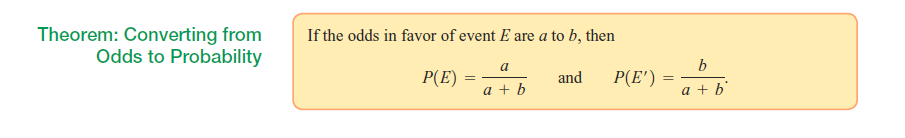 Theorem: Converting from
Odds to Probability
If the odds in favor of event E are a to b, then
P(E) = a / (a + b) and P(E′) = b / (a + b).